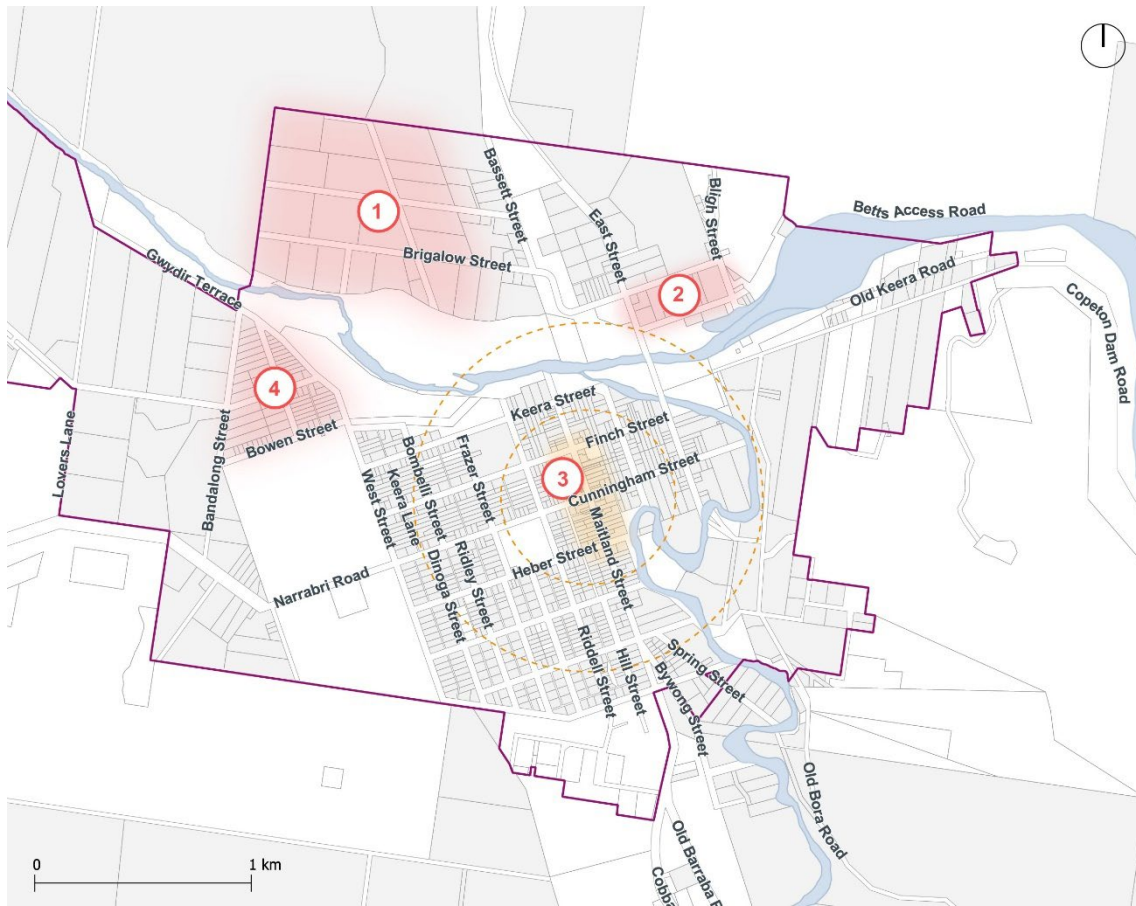 Bassett Street
Bligh Street
1
East Street
Betts Access Road
Brigalow Street
Gwydir Terrace
2
Old Keera Road
Copeton Dam Road
4
Keera Street
Finch Street
Bowen Street
Lovers Lane
Bandalong Street
West Street
Keera Lane
Bombelli Street
Frazer Street
3
Cunningham Street
Maitland Street
Heber Street
Narrabri Road
Dinoga Street
Ridley Street
Riddell Street
Hill Street
Spring Street
Bywong Street
Old Bora Road
Old Barraba R
Cobba
0 1 km